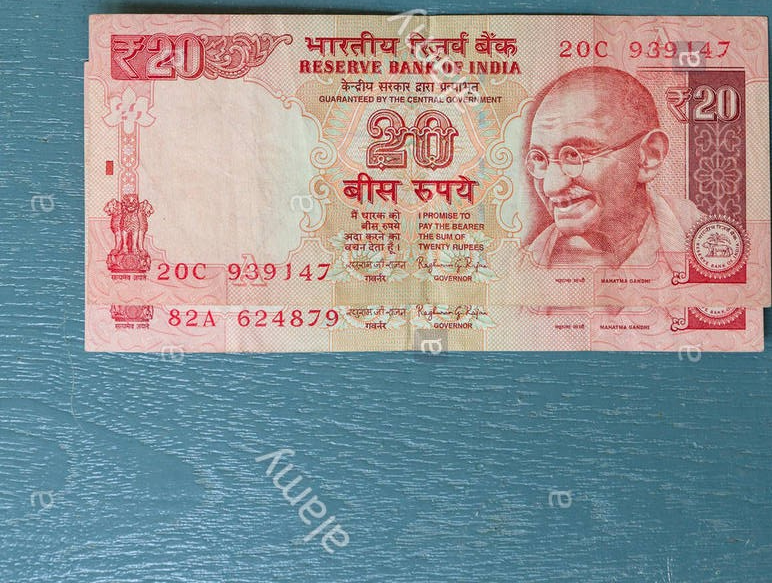 ₹20
भारतीय रिज़र्व बैंक
20C 939147
RESERVE BANK OF INDIA
केन्द्रीय सरकार द्वारा प्रत्याभूत
GUARANTEED BY THE CENTRAL GOVERNMENT
₹20
20
बीस रुपये
मैं धारक को
बीस रुपये
अदा करने का
वचन देता हूँ।
I PROMISE TO
PAY THE BEARER
THE SUM OF
TWENTY RUPEES
20C 939147
रघुराम जी राजन
Raghuram G. Rajan
सत्यमेव जयते
गवर्नर
GOVERNOR
महात्मा गांधी
MAHATMA GANDHI
82A 624879
रघुराम जी राजन
Raghuram G. Rajan
सत्यमेव जयते
गवर्नर
GOVERNOR
महात्मा गांधी
MAHATMA GANDHI
alamy
alamy